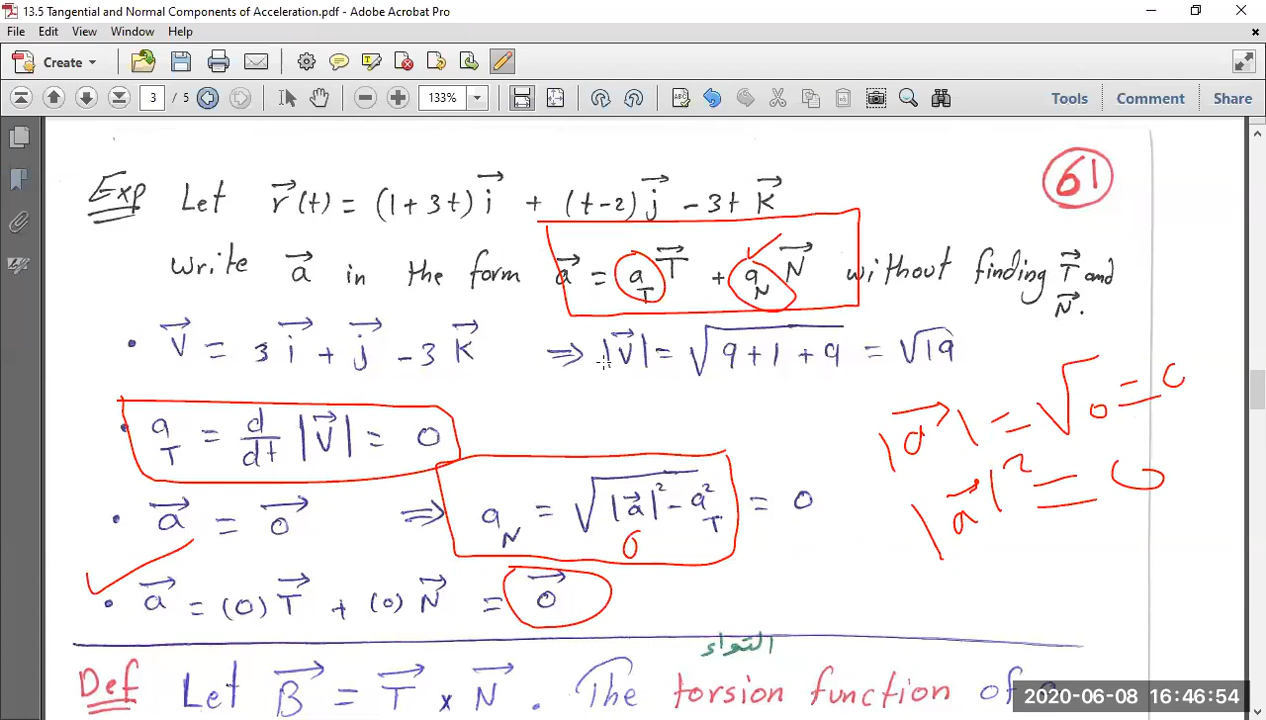 13.5 Tangential and Normal Components of Acceleration.pdf - Adobe Acrobat Pro
File Edit View Window Help
Create
3 / 5 133% Tools Comment Share
61
Exp Let r⃗(t) = (1+3t) i⃗ + (t-2) j⃗ - 3t k⃗
write a⃗ in the form a⃗ = a_T T⃗ + a_N N⃗ without finding T⃗ and N⃗.
• V⃗ = 3 i⃗ + j⃗ - 3 k⃗ ⇒ |V⃗| = √(9+1+9) = √19
|a⃗| = √0 = 0
• a_T = d/dt |V⃗| = 0
|a⃗|² = 0
• a⃗ = 0⃗ ⇒ a_N = √(|a⃗|² - a_T²) = 0
0
• a⃗ = (0) T⃗ + (0) N⃗ = 0⃗
التواء
Def Let B⃗ = T⃗ x N⃗ . The torsion function of a
2020-06-08 16:46:54